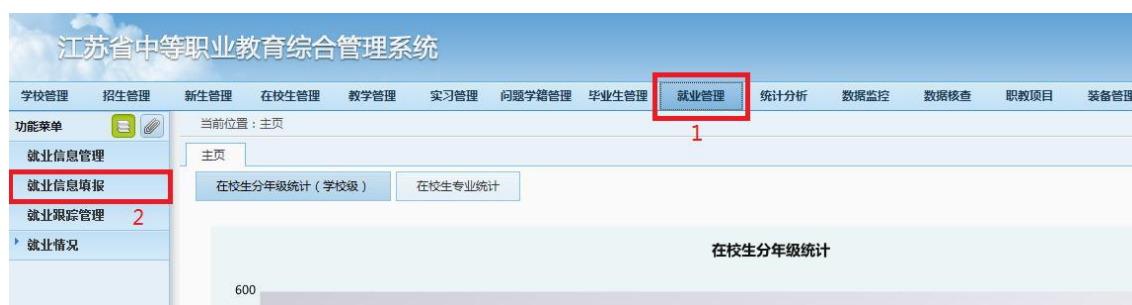 江苏省中等职业教育综合管理系统
学校管理 招生管理 新生管理 在校生管理 教学管理 实习管理 问题学籍管理 毕业生管理 就业管理 统计分析 数据监控 数据核查 职教项目 装备管理
1
功能菜单 当前位置：主页
就业信息管理 主页
就业信息填报 在校生分年级统计（学校级） 在校生专业统计
就业跟踪管理 2
就业情况
在校生分年级统计
600